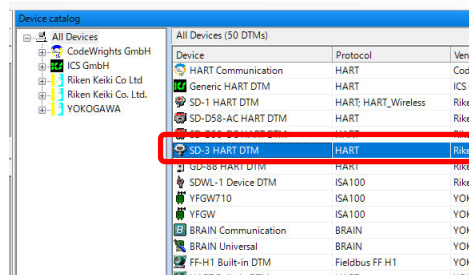 Device catalog
All Devices
CodeWrights GmbH
ICS GmbH
Riken Keiki Co Ltd
Riken Keiki Co. Ltd.
YOKOGAWA
All Devices (50 DTMs)
Device Protocol Ven
HART Communication HART Cod
Generic HART DTM HART ICS
SD-1 HART DTM HART; HART_Wireless Rike
SD-D58-AC HART DTM HART Rike
SD-3 HART DTM HART Rike
GD-88 HART DTM HART Rike
SDWL-1 Device DTM ISA100 Rike
YFGW710 ISA100 YOK
YFGW ISA100 YOK
BRAIN Communication BRAIN YOK
BRAIN Universal BRAIN YOK
FF-H1 Built-in DTM Fieldbus FF H1 YOK